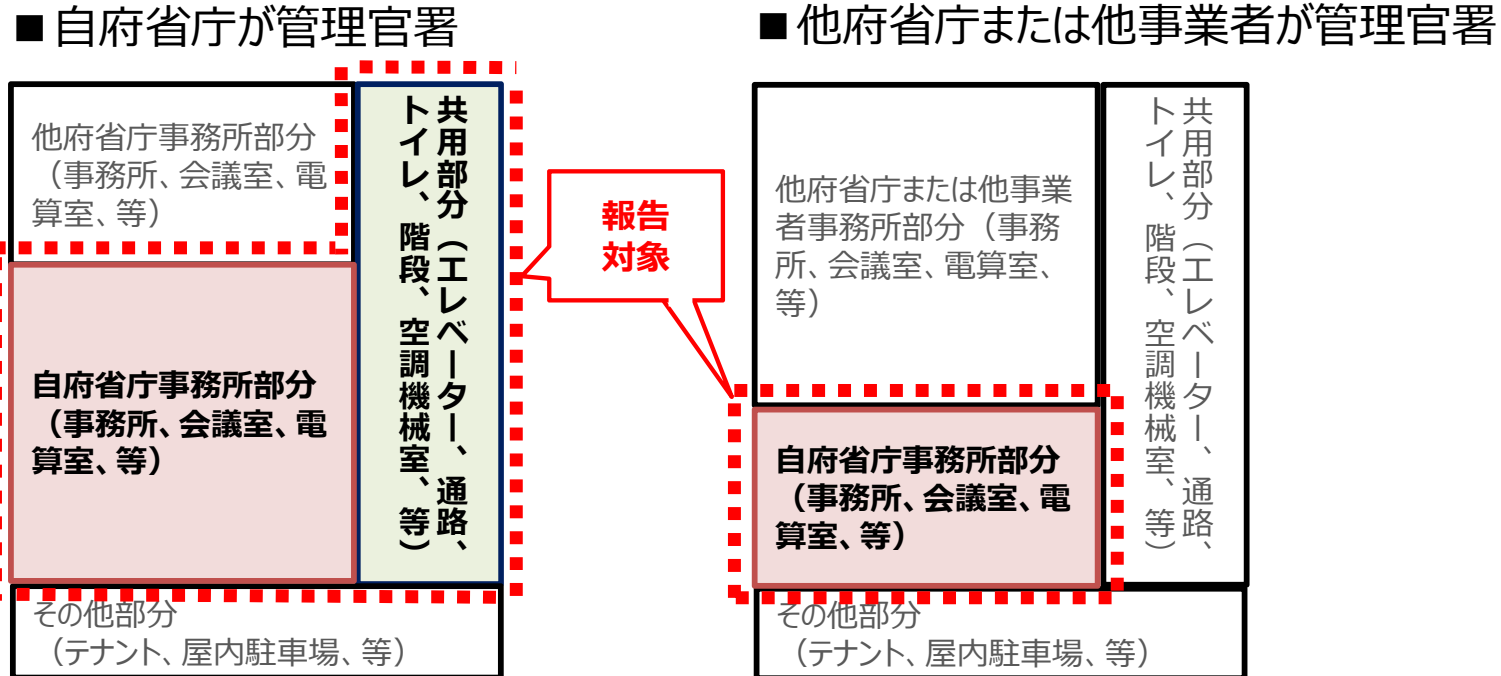 ■自府省庁が管理官署
他府省庁事務所部分
（事務所、会議室、電
算室、等）
共用部分（エレベーター、通路、
トイレ、階段、空調機械室、等）
自府省庁事務所部分
（事務所、会議室、電
算室、等）
その他部分
（テナント、屋内駐車場、等）
報告
対象
■他府省庁または他事業者が管理官署
他府省庁または他事業
者事務所部分（事務
所、会議室、電算室、
等）
共用部分（エレベーター、通路、
トイレ、階段、空調機械室、等）
自府省庁事務所部分
（事務所、会議室、電
算室、等）
その他部分
（テナント、屋内駐車場、等）